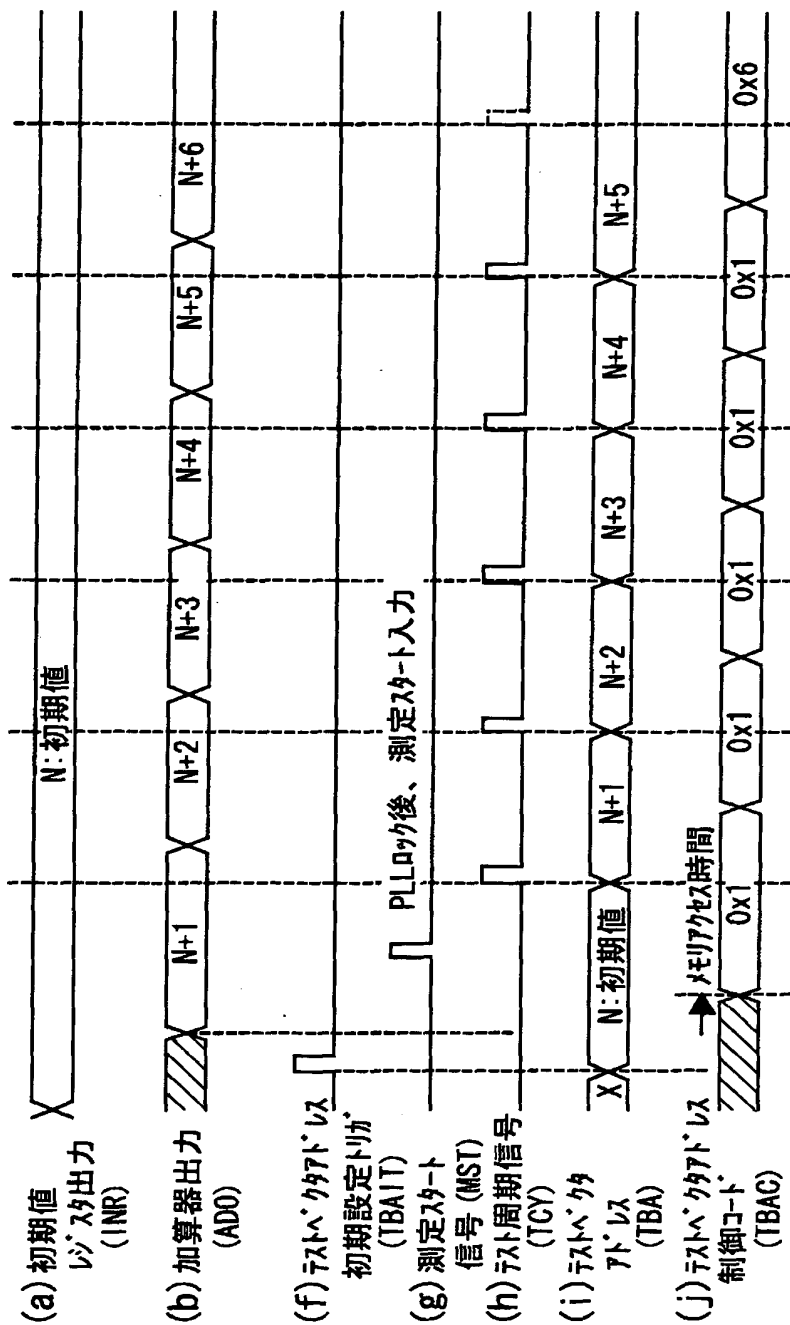 (a) 初期値
レジスタ出力
(INR)
N:初期値
(b) 加算器出力
(ADO)
N+1
N+2
N+3
N+4
N+5
N+6
(f) テストベクタアドレス
初期設定トリガ
(TBAIT)
(g) 測定スタート
信号 (MST)
PLLロック後、測定スタート入力
(h) テスト周期信号
(TCY)
(i) テストベクタ
アドレス
(TBA)
X
N:初期値
N+1
N+2
N+3
N+4
N+5
(j) テストベクタアドレス
制御コード
(TBAC)
メモリアクセス時間
0x1
0x1
0x1
0x1
0x1
0x6